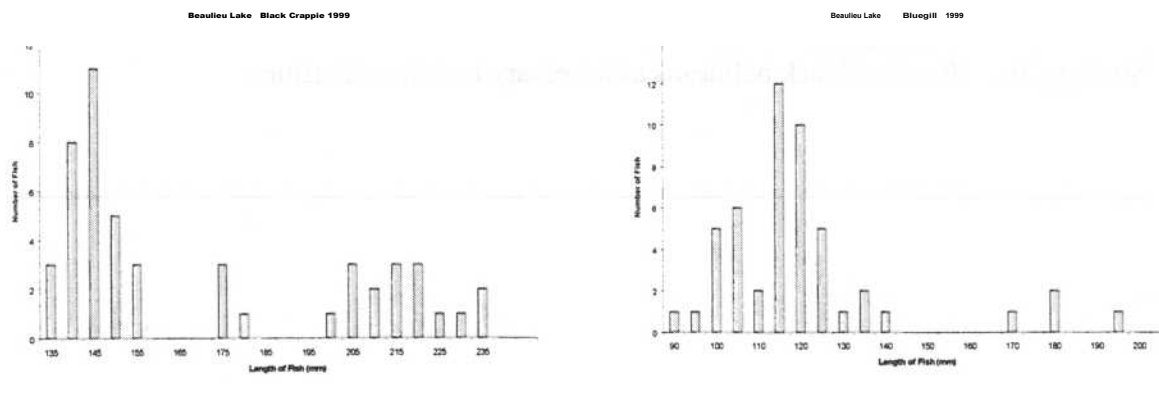 Beaulieu Lake Black Crappie 1999
12
10
8
6
4
2
0
Number of Fish
135 145 155 165 175 185 195 205 215 225 235
Length of Fish (mm)
Beaulieu Lake Bluegill 1999
12
10
8
6
4
2
0
Number of Fish
90 100 110 120 130 140 150 160 170 180 190 200
Length of Fish (mm)